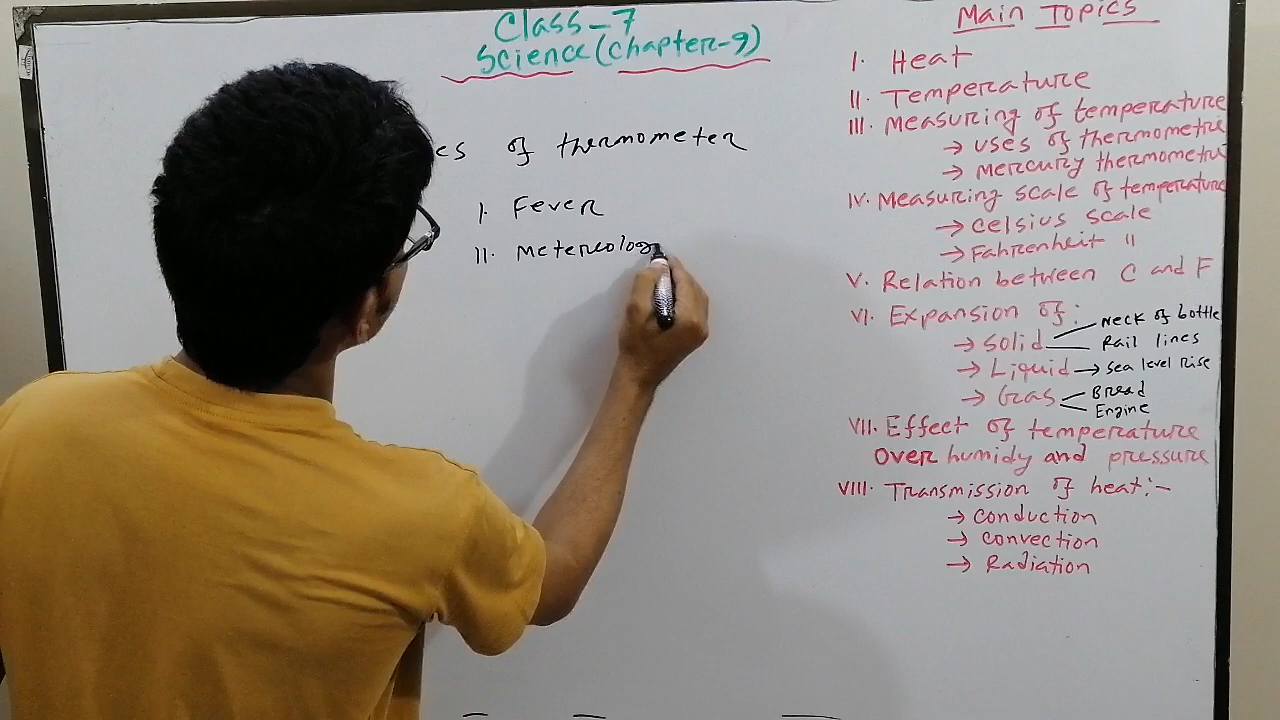 Class-7
Science (Chapter-9)
es of thermometer
I. Fever
II. Metereolog
Main Topics
I. Heat
II. Temperature
III. Measuring of temperature
→ uses of thermometre
→ Mercury thermometre
IV. Measuring scale of temperature
→ Celsius scale
→ Fahrenheit "
V. Relation between C and F
VI. Expansion of:
→ Solid Neck of bottle
Rail lines
→ Liquid → Sea level rise
→ Gas Bread
Engine
VII. Effect of temperature
over humidy and pressure
VIII. Transmission of heat:-
→ Conduction
→ Convection
→ Radiation